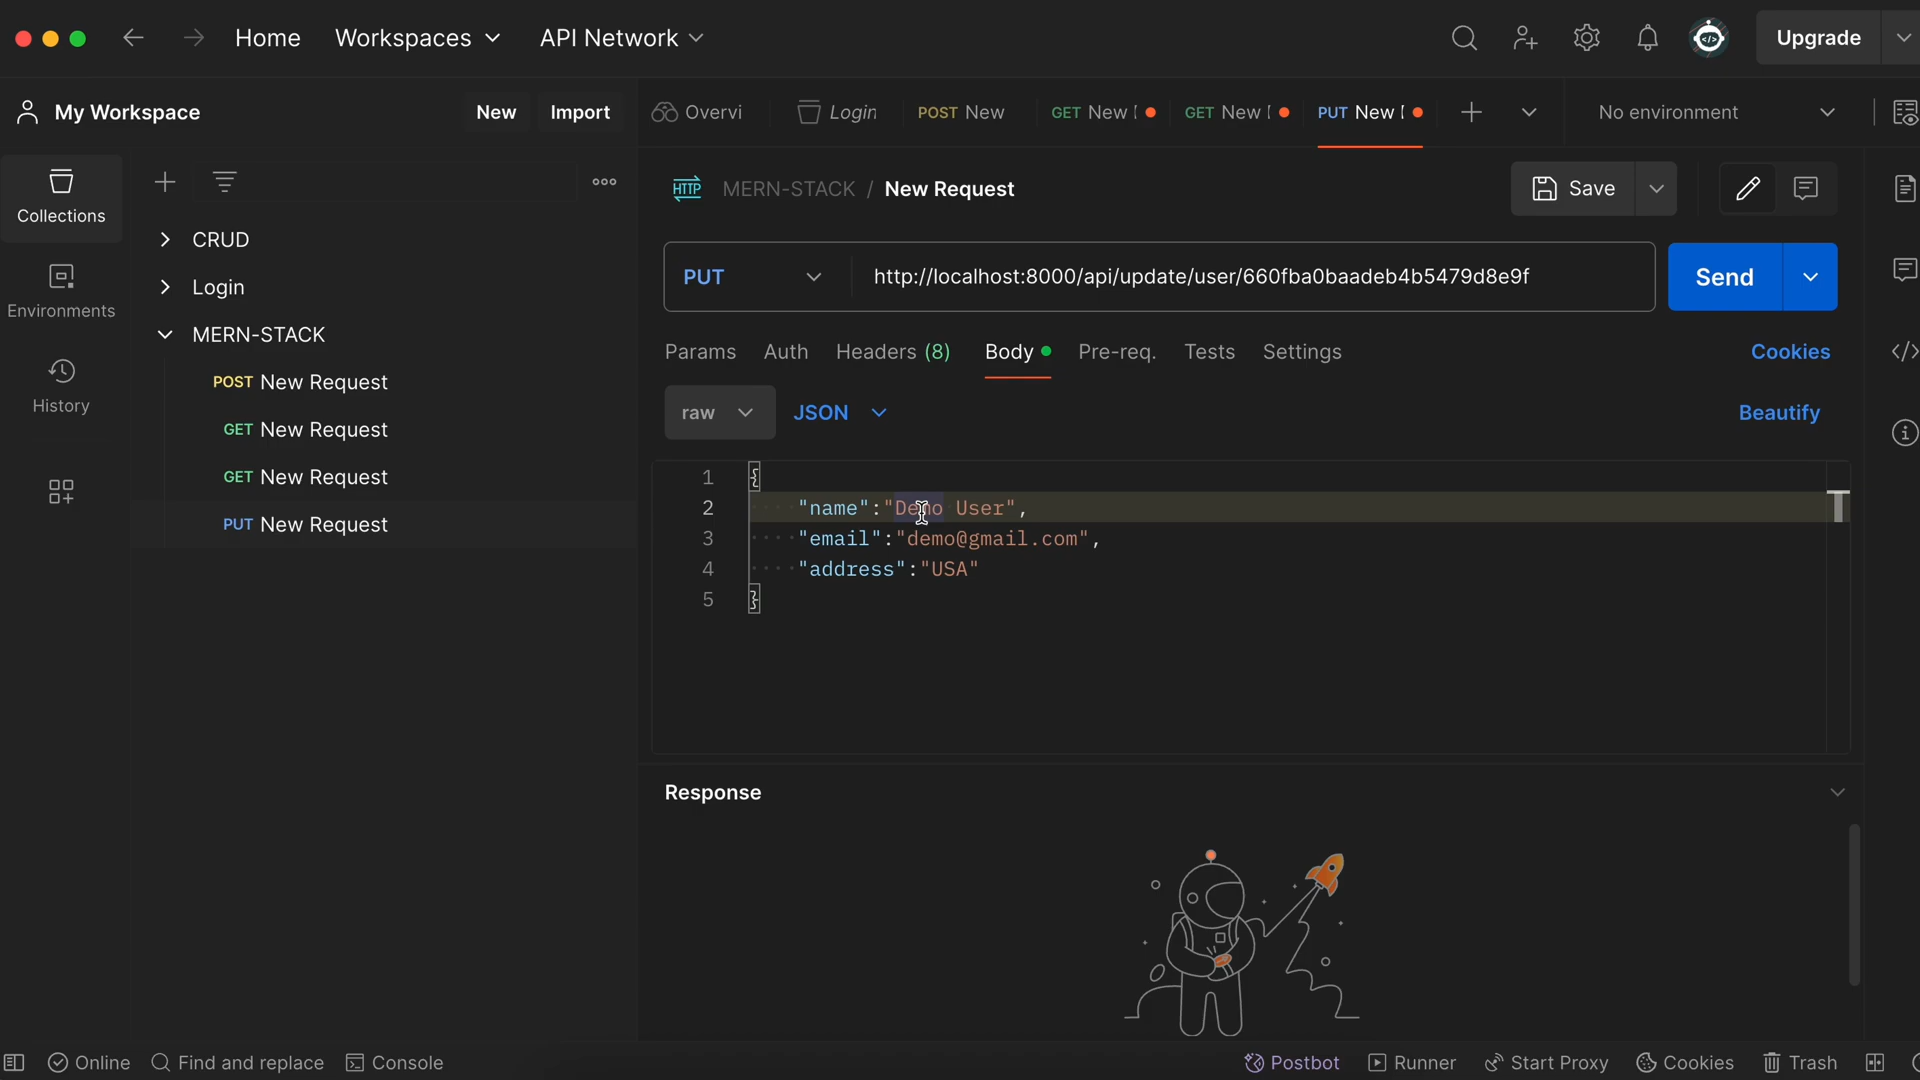 Home Workspaces API Network Upgrade
My Workspace New Import Overvi Login POST New GET New GET New PUT New No environment
Collections
HTTP MERN-STACK / New Request Save
CRUD
Login
MERN-STACK
POST New Request
GET New Request
GET New Request
PUT New Request
Environments
History
PUT http://localhost:8000/api/update/user/660fba0baadeb4b5479d8e9f Send
Params Auth Headers (8) Body Pre-req. Tests Settings Cookies
raw JSON Beautify
1 {
2 "name":"Demo User",
3 "email":"demo@gmail.com",
4 "address":"USA"
5 }
Response
Online Find and replace Console Postbot Runner Start Proxy Cookies Trash